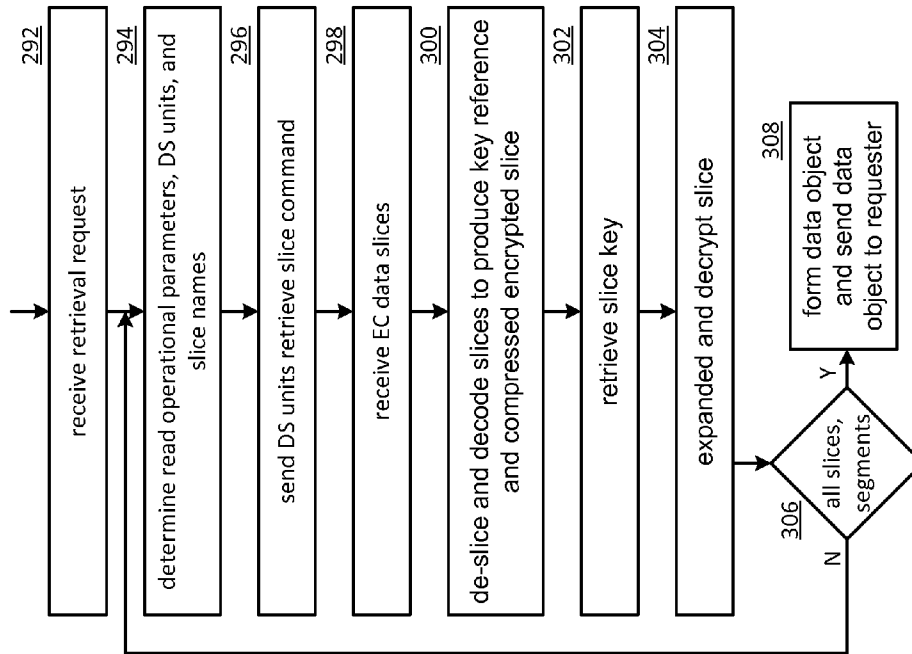 292
receive retrieval request
294
determine read operational parameters, DS units, and
slice names
296
send DS units retrieve slice command
298
receive EC data slices
300
de-slice and decode slices to produce key reference
and compressed encrypted slice
302
retrieve slice key
304
expanded and decrypt slice
306
all slices,
segments
N
Y
308
form data object
and send data
object to requester